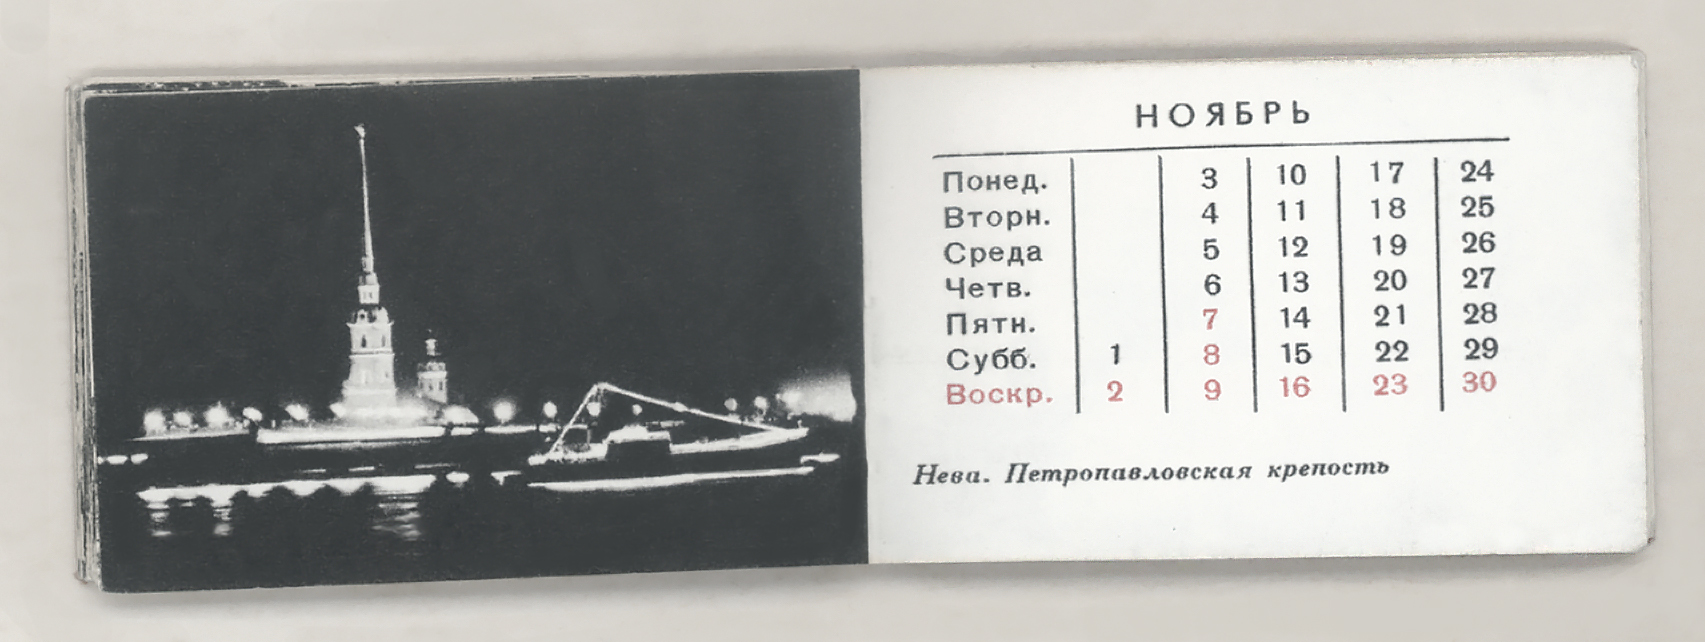 НОЯБРЬ
Понед. 3 10 17 24
Вторн. 4 11 18 25
Среда 5 12 19 26
Четв. 6 13 20 27
Пятн. 7 14 21 28
Субб. 1 8 15 22 29
Воскр. 2 9 16 23 30
Нева. Петропавловская крепость